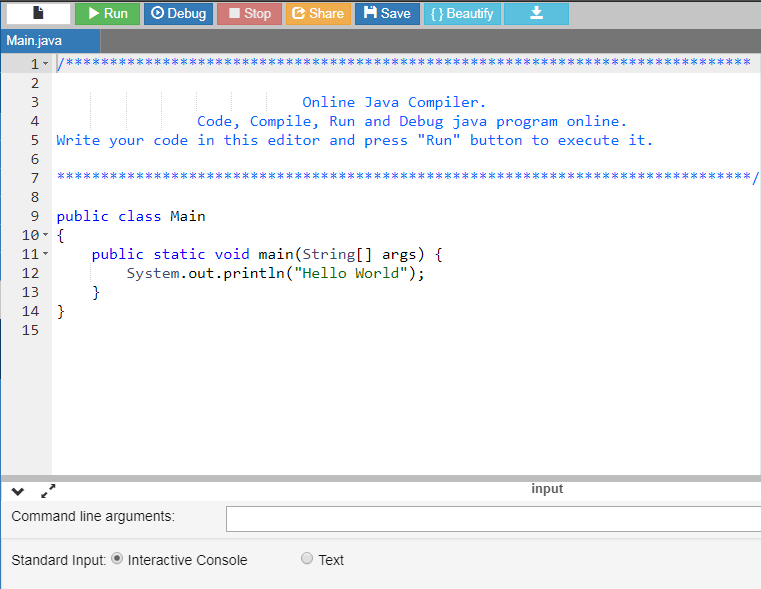 Run Debug Stop Share Save { } Beautify
Main.java
1 /******************************************************************************
2
3 Online Java Compiler.
4 Code, Compile, Run and Debug java program online.
5 Write your code in this editor and press "Run" button to execute it.
6
7 *******************************************************************************/
8
9 public class Main
10 {
11 public static void main(String[] args) {
12 System.out.println("Hello World");
13 }
14 }
15
input
Command line arguments:
Standard Input: Interactive Console Text